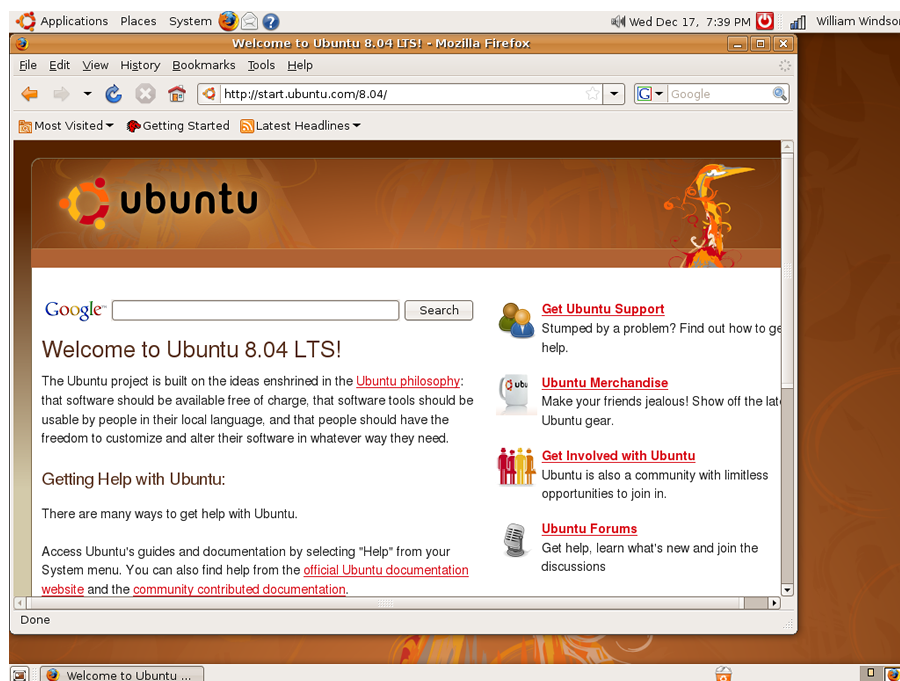 Applications Places System Wed Dec 17, 7:39 PM William Windsor
Welcome to Ubuntu 8.04 LTS! - Mozilla Firefox
File Edit View History Bookmarks Tools Help
http://start.ubuntu.com/8.04/ G Google
Most Visited Getting Started Latest Headlines
ubuntu
Google™ Search
Welcome to Ubuntu 8.04 LTS!
The Ubuntu project is built on the ideas enshrined in the Ubuntu philosophy:
that software should be available free of charge, that software tools should be
usable by people in their local language, and that people should have the
freedom to customize and alter their software in whatever way they need.
Getting Help with Ubuntu:
There are many ways to get help with Ubuntu.
Access Ubuntu's guides and documentation by selecting "Help" from your
System menu. You can also find help from the official Ubuntu documentation
website and the community contributed documentation.
Get Ubuntu Support
Stumped by a problem? Find out how to ge
help.
ubu
Ubuntu Merchandise
Make your friends jealous! Show off the late
Ubuntu gear.
Get Involved with Ubuntu
Ubuntu is also a community with limitless
opportunities to join in.
Ubuntu Forums
Get help, learn what's new and join the
discussions
Done
Welcome to Ubuntu ...